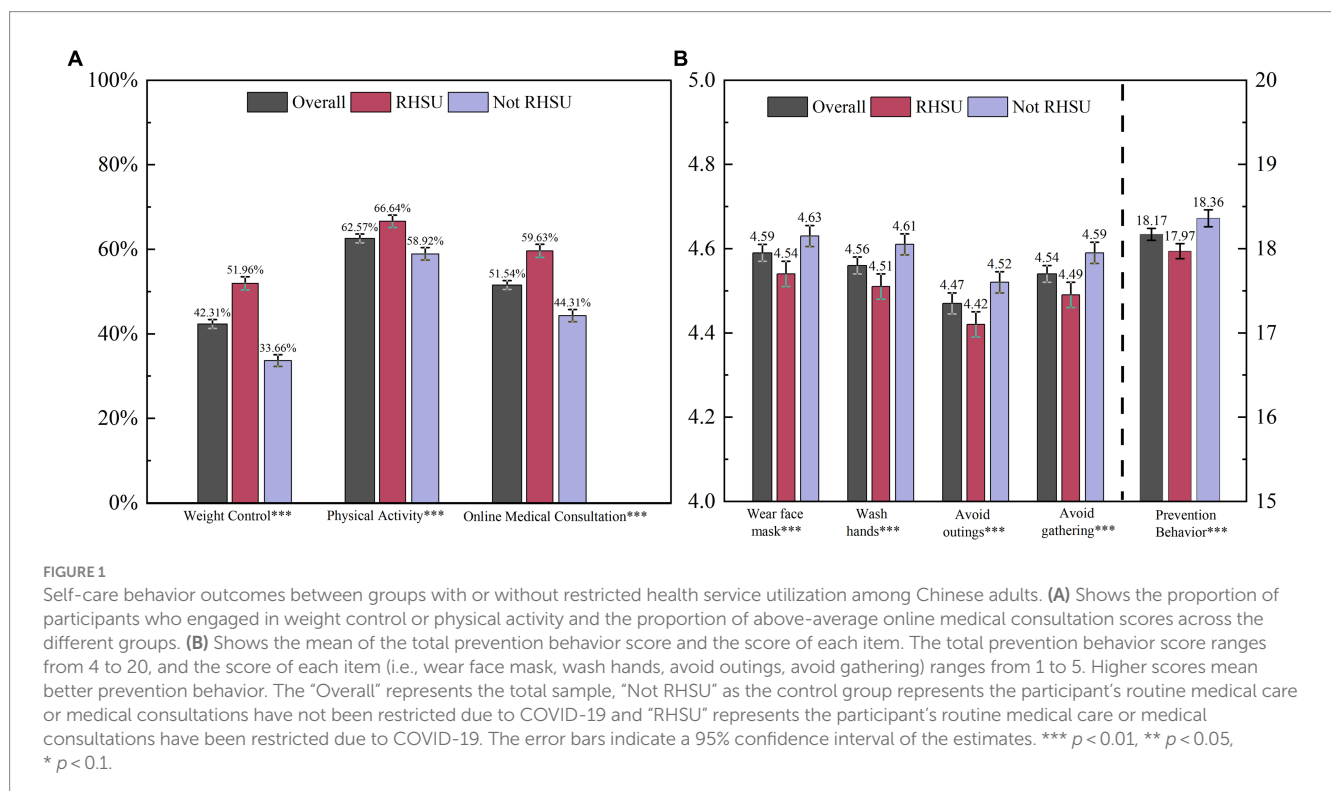 A
100%
80%
60%
40%
20%
0%
Overall RHSU Not RHSU
42.31%
51.96%
33.66%
62.57%
66.64%
58.92%
51.54%
59.63%
44.31%
Weight Control*** Physical Activity*** Online Medical Consultation***
B
5.0
4.8
4.6
4.4
4.2
4.0
Overall RHSU Not RHSU
4.59
4.54
4.63
4.56
4.51
4.61
4.47
4.42
4.52
4.54
4.49
4.59
18.17
17.97
18.36
20
19
18
17
16
15
Wear face
mask***
Wash
hands***
Avoid
outings***
Avoid
gathering***
Prevention
Behavior***
FIGURE 1
Self-care behavior outcomes between groups with or without restricted health service utilization among Chinese adults. (A) Shows the proportion of
participants who engaged in weight control or physical activity and the proportion of above-average online medical consultation scores across the
different groups. (B) Shows the mean of the total prevention behavior score and the score of each item. The total prevention behavior score ranges
from 4 to 20, and the score of each item (i.e., wear face mask, wash hands, avoid outings, avoid gathering) ranges from 1 to 5. Higher scores mean
better prevention behavior. The “Overall” represents the total sample, “Not RHSU” as the control group represents the participant’s routine medical care
or medical consultations have not been restricted due to COVID-19 and “RHSU” represents the participant’s routine medical care or medical
consultations have been restricted due to COVID-19. The error bars indicate a 95% confidence interval of the estimates. *** p < 0.01, ** p < 0.05,
* p < 0.1.